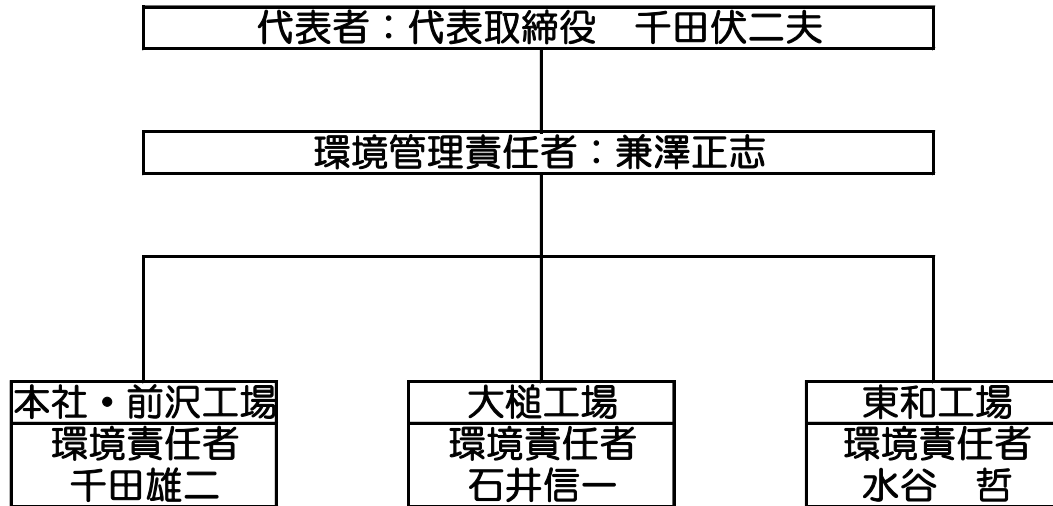 代表者：代表取締役　千田伏二夫
環境管理責任者：兼澤正志
本社・前沢工場
環境責任者
千田雄二
大槌工場
環境責任者
石井信一
東和工場
環境責任者
水谷　哲